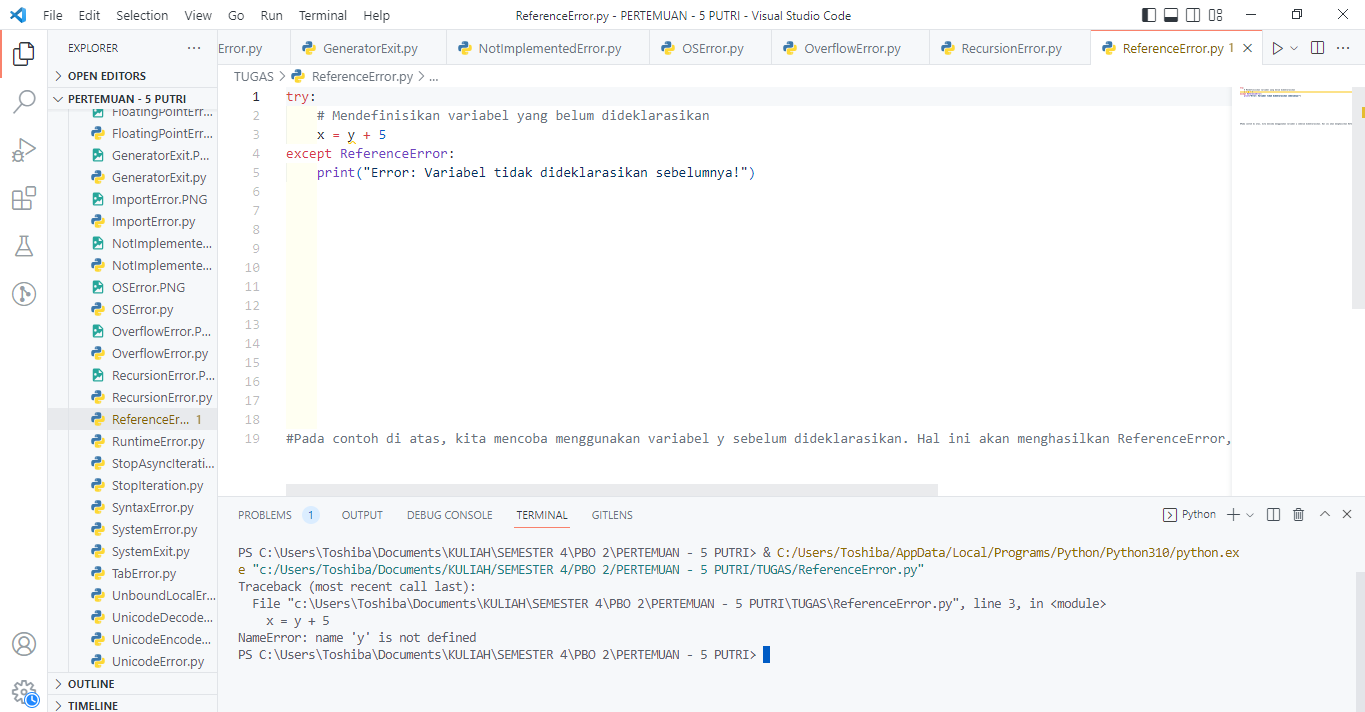 File Edit Selection View Go Run Terminal Help ReferenceError.py - PERTEMUAN - 5 PUTRI - Visual Studio Code
EXPLORER
Error.py GeneratorExit.py NotImplementedError.py OSError.py OverflowError.py RecursionError.py ReferenceError.py 1
OPEN EDITORS
TUGAS > ReferenceError.py > ...
PERTEMUAN - 5 PUTRI
FloatingPointErr...
FloatingPointErr...
GeneratorExit.P...
GeneratorExit.py
ImportError.PNG
ImportError.py
NotImplemente...
NotImplemente...
OSError.PNG
OSError.py
OverflowError.P...
OverflowError.py
RecursionError.P...
RecursionError.py
ReferenceEr... 1
RuntimeError.py
StopAsyncIterati...
StopIteration.py
SyntaxError.py
SystemError.py
SystemExit.py
TabError.py
UnboundLocalEr...
UnicodeDecode...
UnicodeEncode...
UnicodeError.py
OUTLINE
TIMELINE
1 try:
2 # Mendefinisikan variabel yang belum dideklarasikan
3 x = y + 5
4 except ReferenceError:
5 print("Error: Variabel tidak dideklarasikan sebelumnya!")
6
7
8
9
10
11
12
13
14
15
16
17
18
19 #Pada contoh di atas, kita mencoba menggunakan variabel y sebelum dideklarasikan. Hal ini akan menghasilkan ReferenceError,
PROBLEMS 1 OUTPUT DEBUG CONSOLE TERMINAL GITLENS Python
PS C:\Users\Toshiba\Documents\KULIAH\SEMESTER 4\PBO 2\PERTEMUAN - 5 PUTRI> & C:/Users/Toshiba/AppData/Local/Programs/Python/Python310/python.ex
e "c:/Users/Toshiba/Documents/KULIAH/SEMESTER 4/PBO 2/PERTEMUAN - 5 PUTRI/TUGAS/ReferenceError.py"
Traceback (most recent call last):
File "c:\Users\Toshiba\Documents\KULIAH\SEMESTER 4\PBO 2\PERTEMUAN - 5 PUTRI\TUGAS\ReferenceError.py", line 3, in <module>
x = y + 5
NameError: name 'y' is not defined
PS C:\Users\Toshiba\Documents\KULIAH\SEMESTER 4\PBO 2\PERTEMUAN - 5 PUTRI>